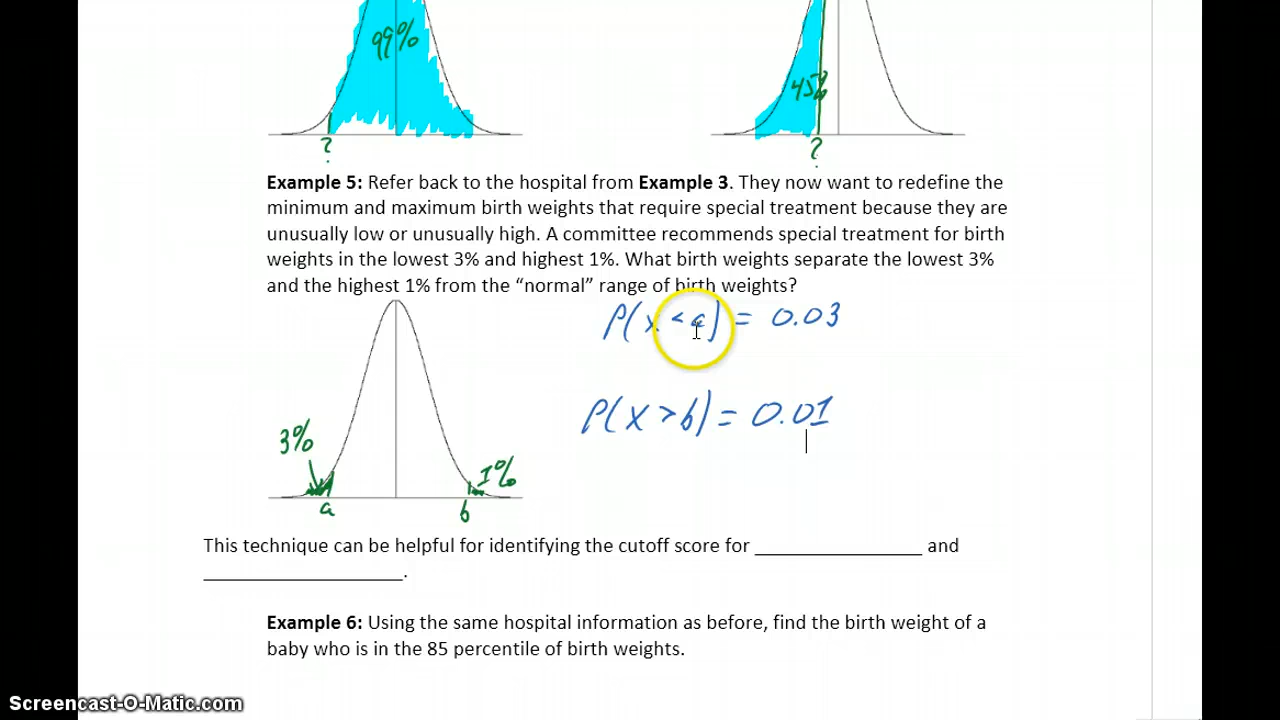 99%
45%
?
?
Example 5: Refer back to the hospital from Example 3. They now want to redefine the
minimum and maximum birth weights that require special treatment because they are
unusually low or unusually high. A committee recommends special treatment for birth
weights in the lowest 3% and highest 1%. What birth weights separate the lowest 3%
and the highest 1% from the “normal” range of birth weights?
P(x < a) = 0.03
P(x > b) = 0.01
3%
1%
a
b
This technique can be helpful for identifying the cutoff score for ________________ and
___________________.
Example 6: Using the same hospital information as before, find the birth weight of a
baby who is in the 85 percentile of birth weights.
Screencast-O-Matic.com